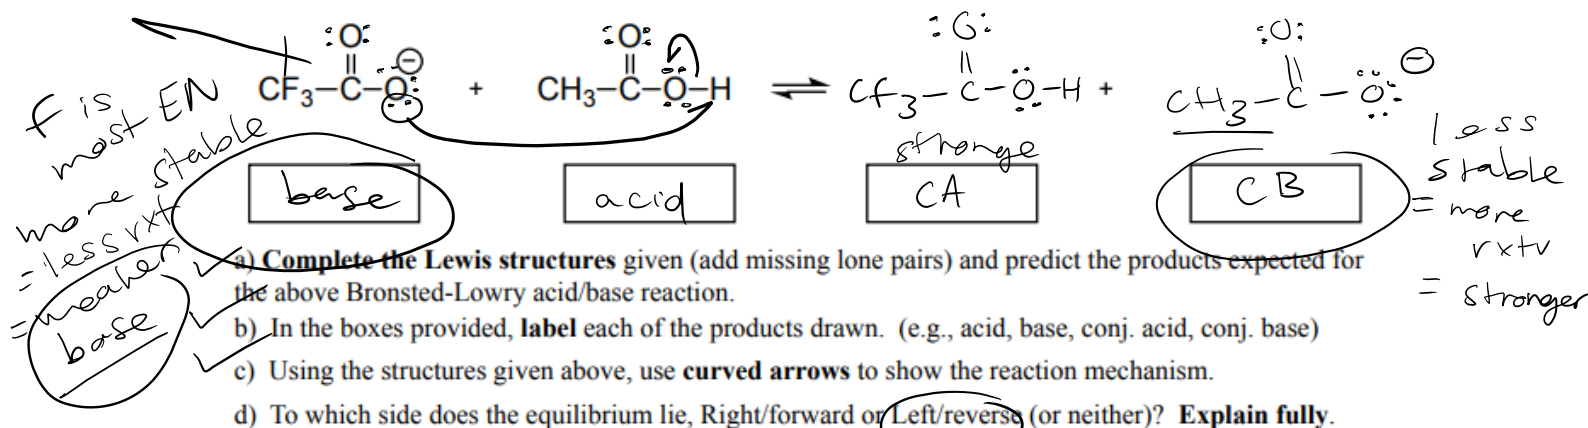 :O: :O: :O: :O:
CF3–C–O:⊖ + CH3–C–O–H ⇌ CF3–C–O–H + CH3–C–O:⊖
F is
most EN
more stable
= less rxtv
= weaker
base
stronge
base acid CA CB
less
stable
= more
rxtv
= stronger
a) Complete the Lewis structures given (add missing lone pairs) and predict the products expected for
the above Bronsted-Lowry acid/base reaction.
b) In the boxes provided, label each of the products drawn. (e.g., acid, base, conj. acid, conj. base)
c) Using the structures given above, use curved arrows to show the reaction mechanism.
d) To which side does the equilibrium lie, Right/forward or Left/reverse (or neither)? Explain fully.